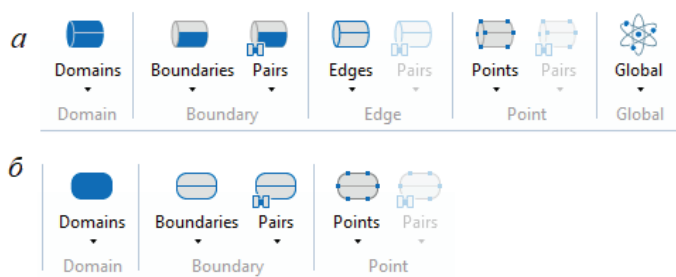 а
Domains Boundaries Pairs Edges Pairs Points Pairs Global
Domain Boundary Edge Point Global
б
Domains Boundaries Pairs Points Pairs
Domain Boundary Point